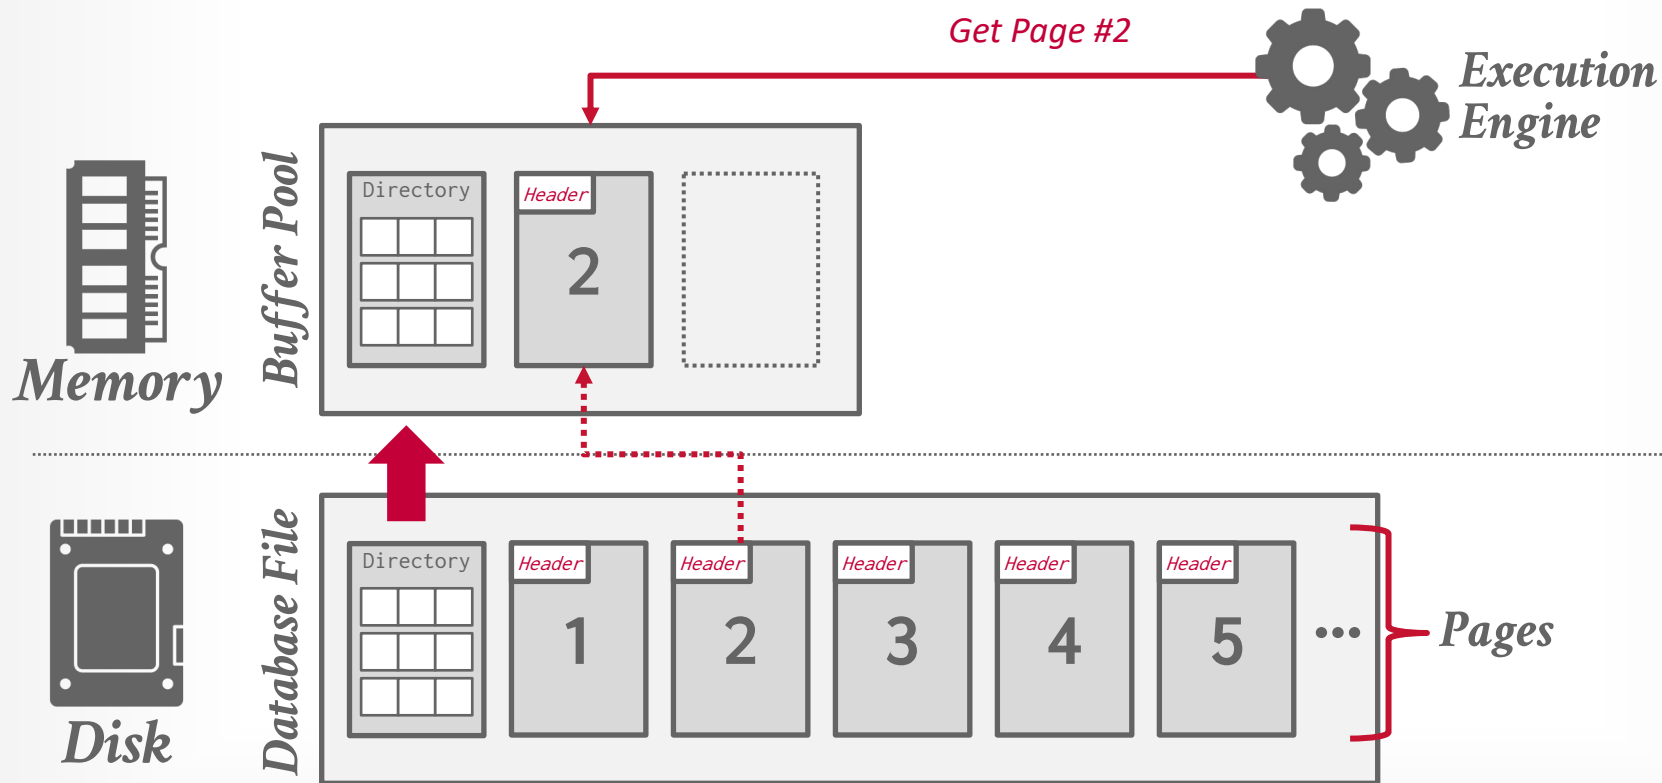 Get Page #2
Execution
Engine
Buffer Pool
Directory
Header
2
Memory
Database File
Directory
Header
1
Header
2
Header
3
Header
4
Header
5
...
Pages
Disk